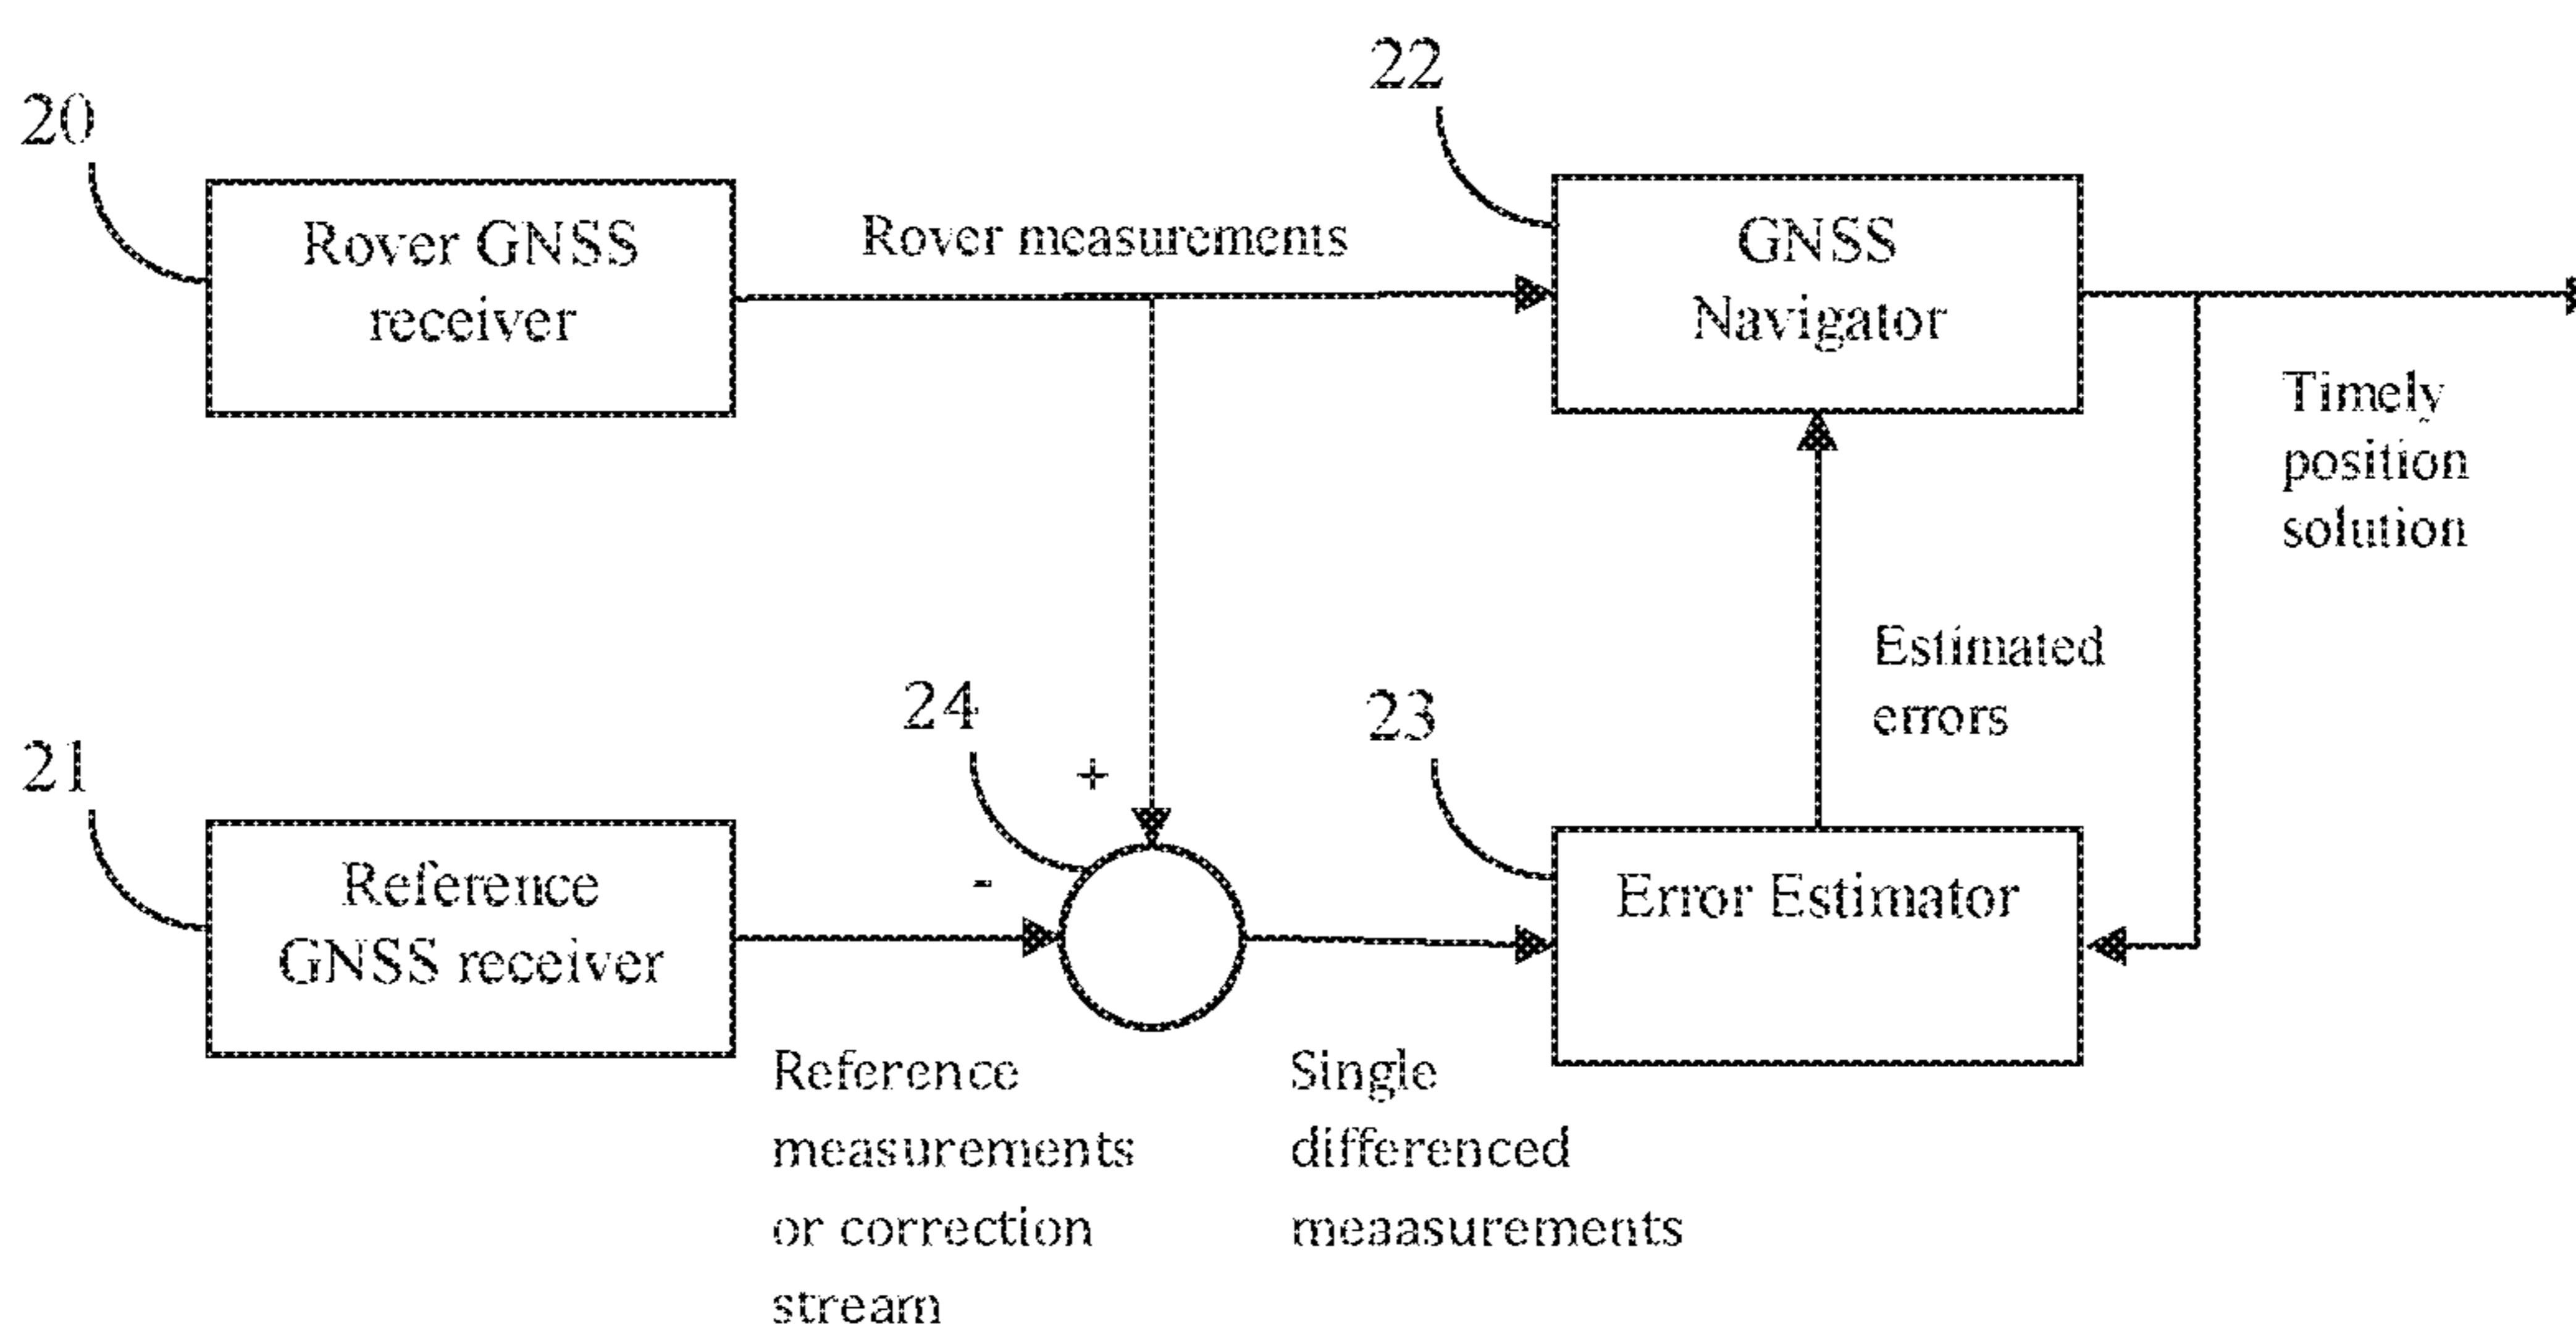 22
20
Rover GNSS
receiver
Rover measurements
GNSS
Navigator
Timely
position
solution
Estimated
errors
24
23
21
+
-
Reference
GNSS receiver
Error Estimator
Reference
measurements
or correction
stream
Single
differenced
meaasurements